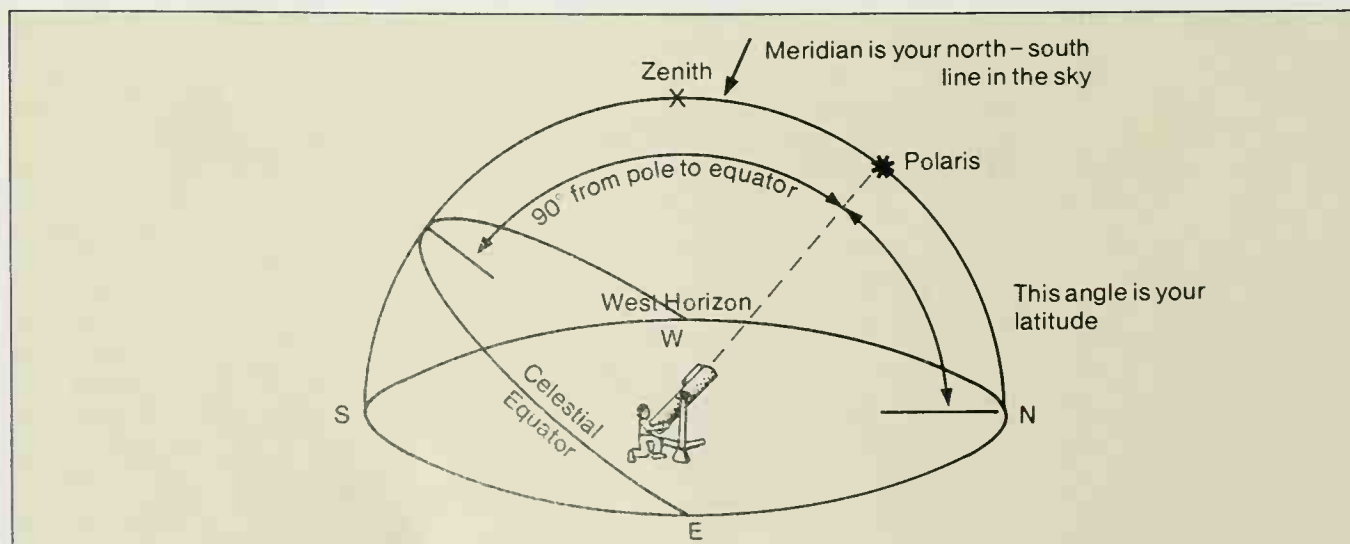 Meridian is your north – south
line in the sky
Zenith
Polaris
90° from pole to equator
This angle is your
latitude
West Horizon
W
Celestial
Equator
S
N
E